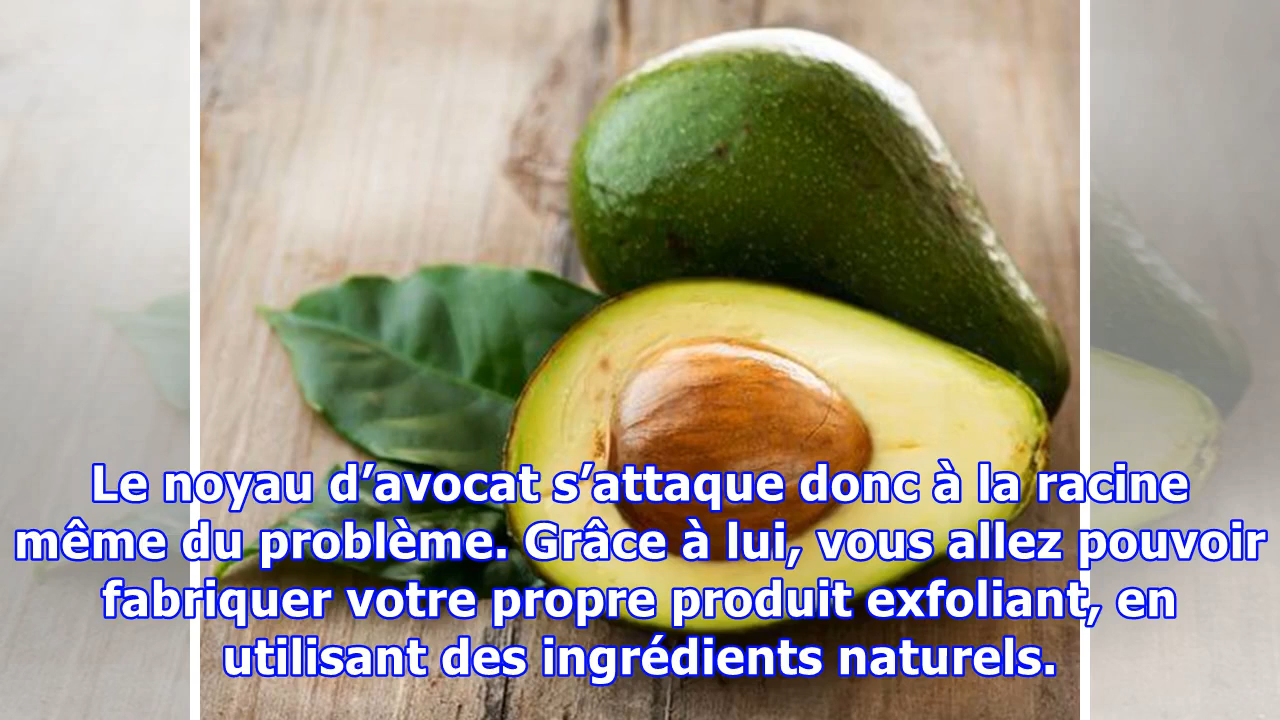 Le noyau d’avocat s’attaque donc à la racine
même du problème. Grâce à lui, vous allez pouvoir
fabriquer votre propre produit exfoliant, en
utilisant des ingrédients naturels.